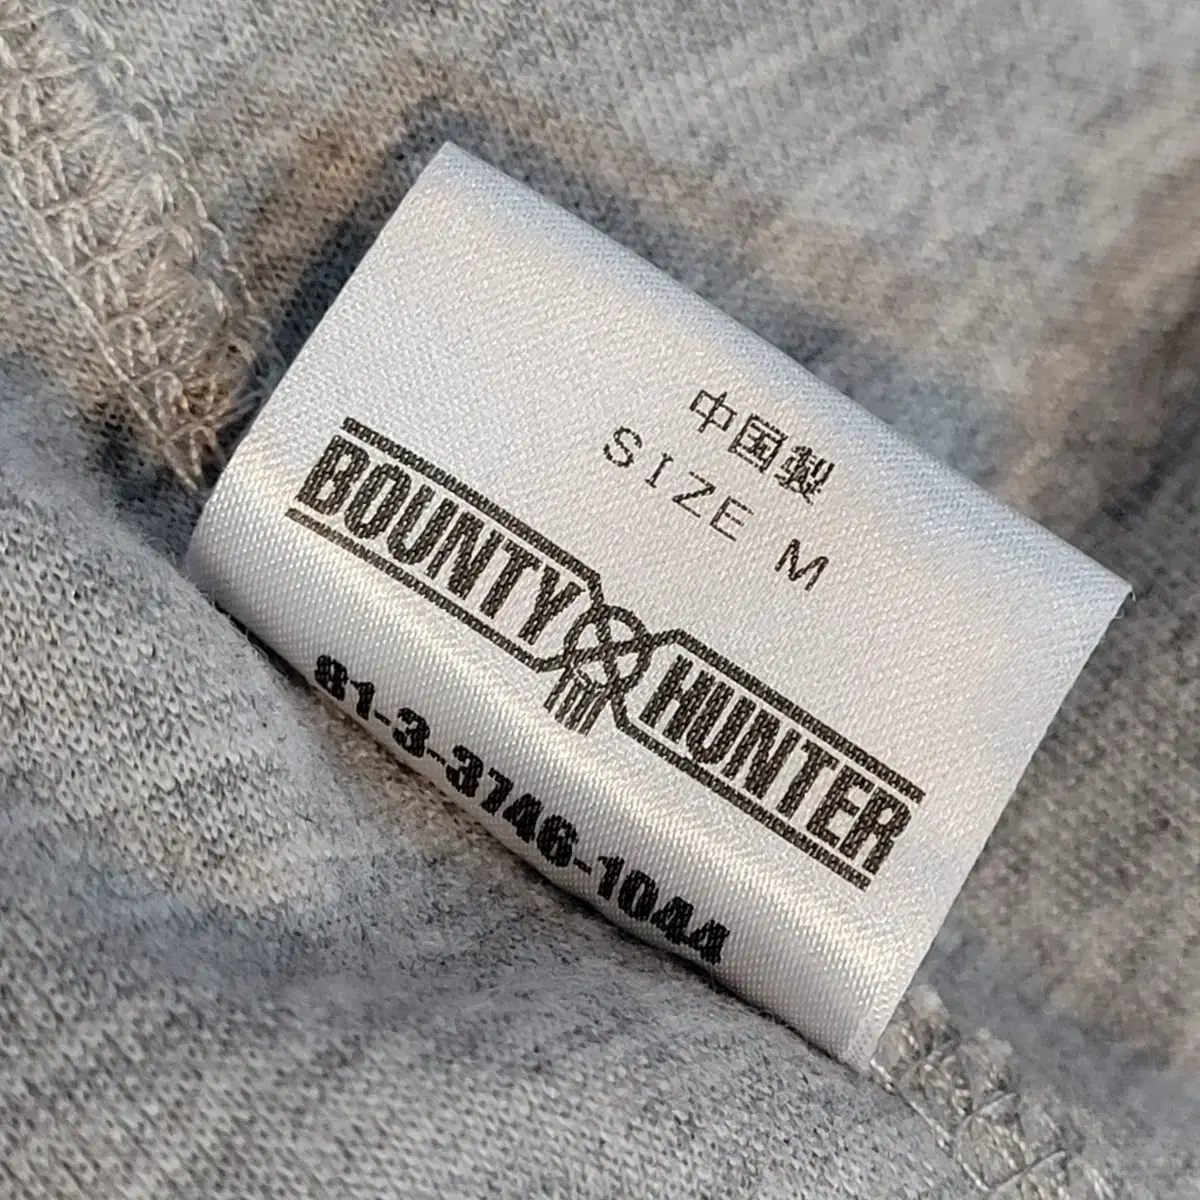 中国製
SIZE M
BOUNTY HUNTER
81-3-3746-1044